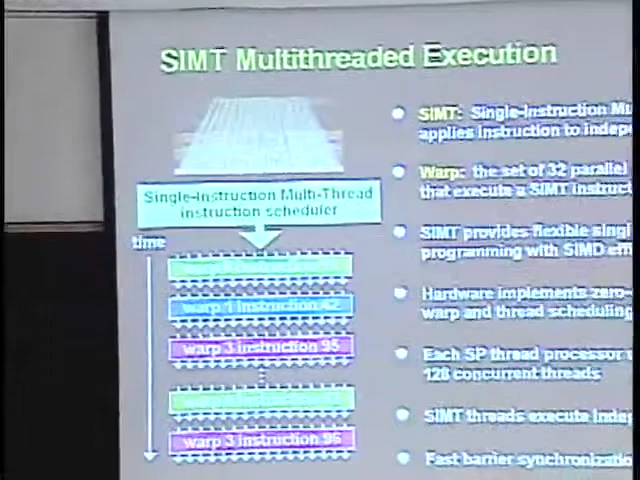 SIMT Multithreaded Execution
Single-Instruction Multi-Thread
instruction scheduler
time
warp 1 instruction 42
warp 3 instruction 95
warp 3 instruction 96
SIMT: Single-Instruction
applies instruction to
Warp: the set of 32 parallel
that execute a SIMT
SIMT provides flexible
programming with SIMD
Hardware implements
warp and thread scheduling
Each SP thread processor
128 concurrent threads
SIMT threads execute
Fast barrier